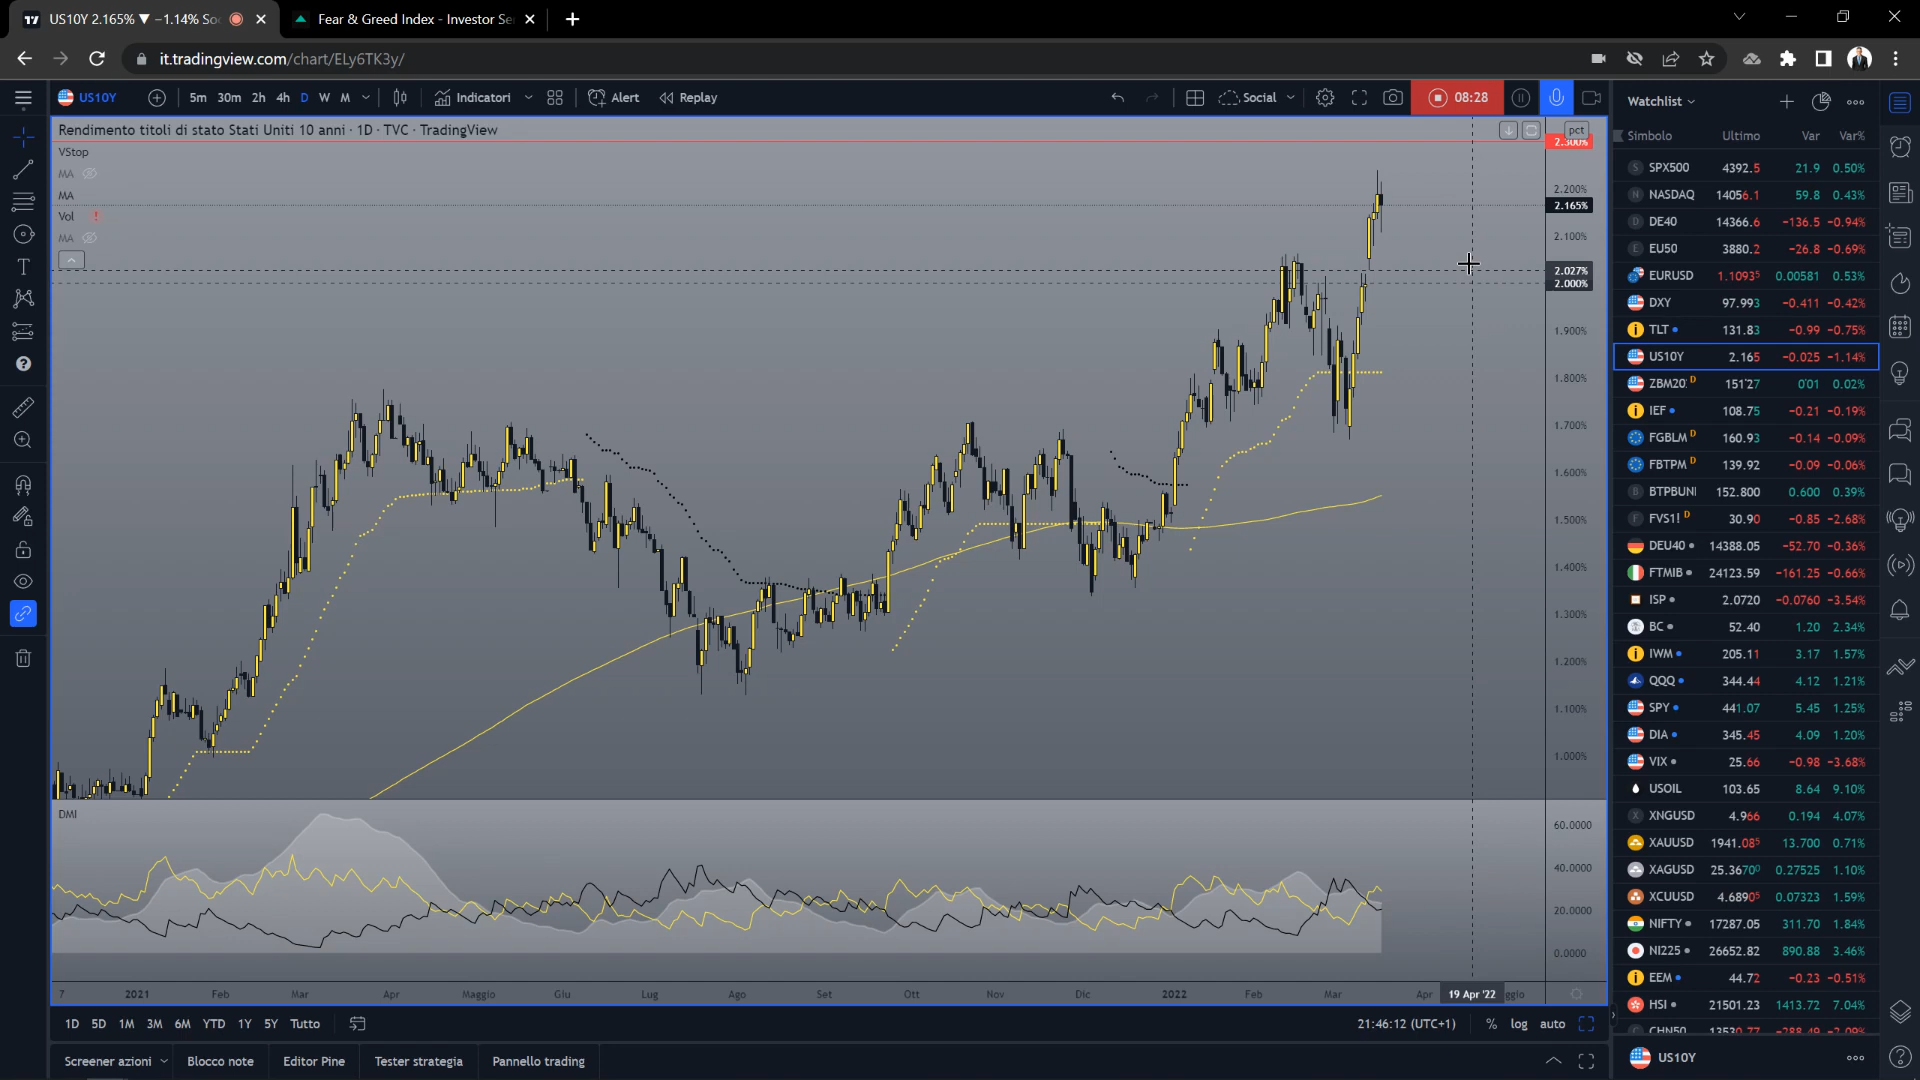 US10Y 2.165% ▼ −1.14% So
Fear & Greed Index - Investor Se
it.tradingview.com/chart/ELy6TK3y/
US10Y 5m 30m 2h 4h D W M Indicatori Alert Replay Social 08:28
Rendimento titoli di stato Stati Uniti 10 anni · 1D · TVC · TradingView
VStop
MA
MA
Vol
MA
pct
2.300%
2.200%
2.165%
2.100%
2.027%
2.000%
1.900%
1.800%
1.700%
1.600%
1.500%
1.400%
1.300%
1.200%
1.100%
1.000%
DMI
60.0000
40.0000
20.0000
0.0000
7 2021 Feb Mar Apr Maggio Giu Lug Ago Set Ott Nov Dic 2022 Feb Mar Apr 19 Apr '22 ggio
1D 5D 1M 3M 6M YTD 1Y 5Y Tutto 21:46:12 (UTC+1) % log auto
Screener azioni Blocco note Editor Pine Tester strategia Pannello trading
Watchlist
Simbolo Ultimo Var Var%
SPX500 4392.5 21.9 0.50%
NASDAQ 14056.1 59.8 0.43%
DE40 14366.6 −136.5 −0.94%
EU50 3880.2 −26.8 −0.69%
EURUSD 1.10935 0.00581 0.53%
DXY 97.993 −0.411 −0.42%
TLT 131.83 −0.99 −0.75%
US10Y 2.165 −0.025 −1.14%
ZBM20 D 151'27 0'01 0.02%
IEF 108.75 −0.21 −0.19%
FGBLM D 160.93 −0.14 −0.09%
FBTPM D 139.92 −0.09 −0.06%
BTPBUNI 152.800 0.600 0.39%
FVS1! D 30.90 −0.85 −2.68%
DEU40 14388.05 −52.70 −0.36%
FTMIB 24123.59 −161.25 −0.66%
ISP 2.0720 −0.0760 −3.54%
BC 52.40 1.20 2.34%
IWM 205.11 3.17 1.57%
QQQ 344.44 4.12 1.21%
SPY 441.07 5.45 1.25%
DIA 345.45 4.09 1.20%
VIX 25.66 −0.98 −3.68%
USOIL 103.65 8.64 9.10%
XNGUSD 4.966 0.194 4.07%
XAUUSD 1941.085 13.700 0.71%
XAGUSD 25.36700 0.27525 1.10%
XCUUSD 4.68905 0.07323 1.59%
NIFTY 17287.05 311.70 1.84%
NI225 26652.82 890.88 3.46%
EEM 44.72 −0.23 −0.51%
HSI 21501.23 1413.72 7.04%
CHN50 13530.77 −288.49 −2.09%
US10Y